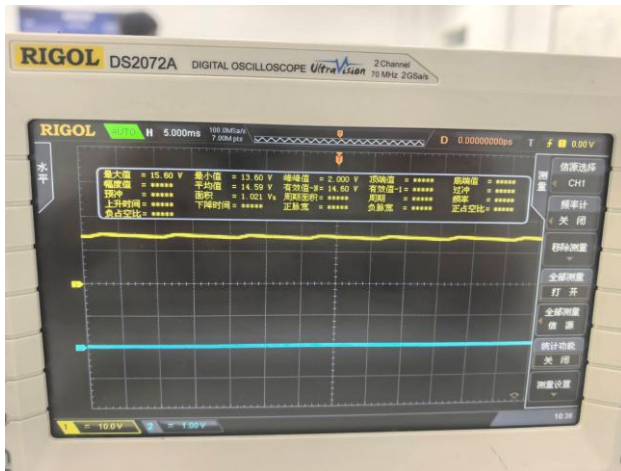 RIGOL DS2072A DIGITAL OSCILLOSCOPE UltraVision 2 Channel
70 MHz 2GSa/s
RIGOL AUTO H 5.000ms 100.0MSa/s
7.00M pts
D 0.00000000ps T 1 0.00 V
水平
最大值 = 15.60 V 最小值 = 13.60 V 峰峰值 = 2.000 V 顶端值 = ***** 底端值 = *****
幅度值 = ***** 平均值 = 14.59 V 有效值-N= 14.60 V 有效值-1= ***** 过冲 = *****
预冲 = ***** 面积 = 1.021 Vs 周期面积= ***** 周期 = ***** 频率 = *****
上升时间= ***** 下降时间= ***** 正脉宽 = ***** 负脉宽 = ***** 正占空比= *****
负占空比= *****
测量
信源选择
CH1
频率计
关 闭
移除测量
全部测量
打 开
全部测量
信 源
统计功能
关 闭
测量设置
1 = 10.0 V 2 = 1.00 V
10:38